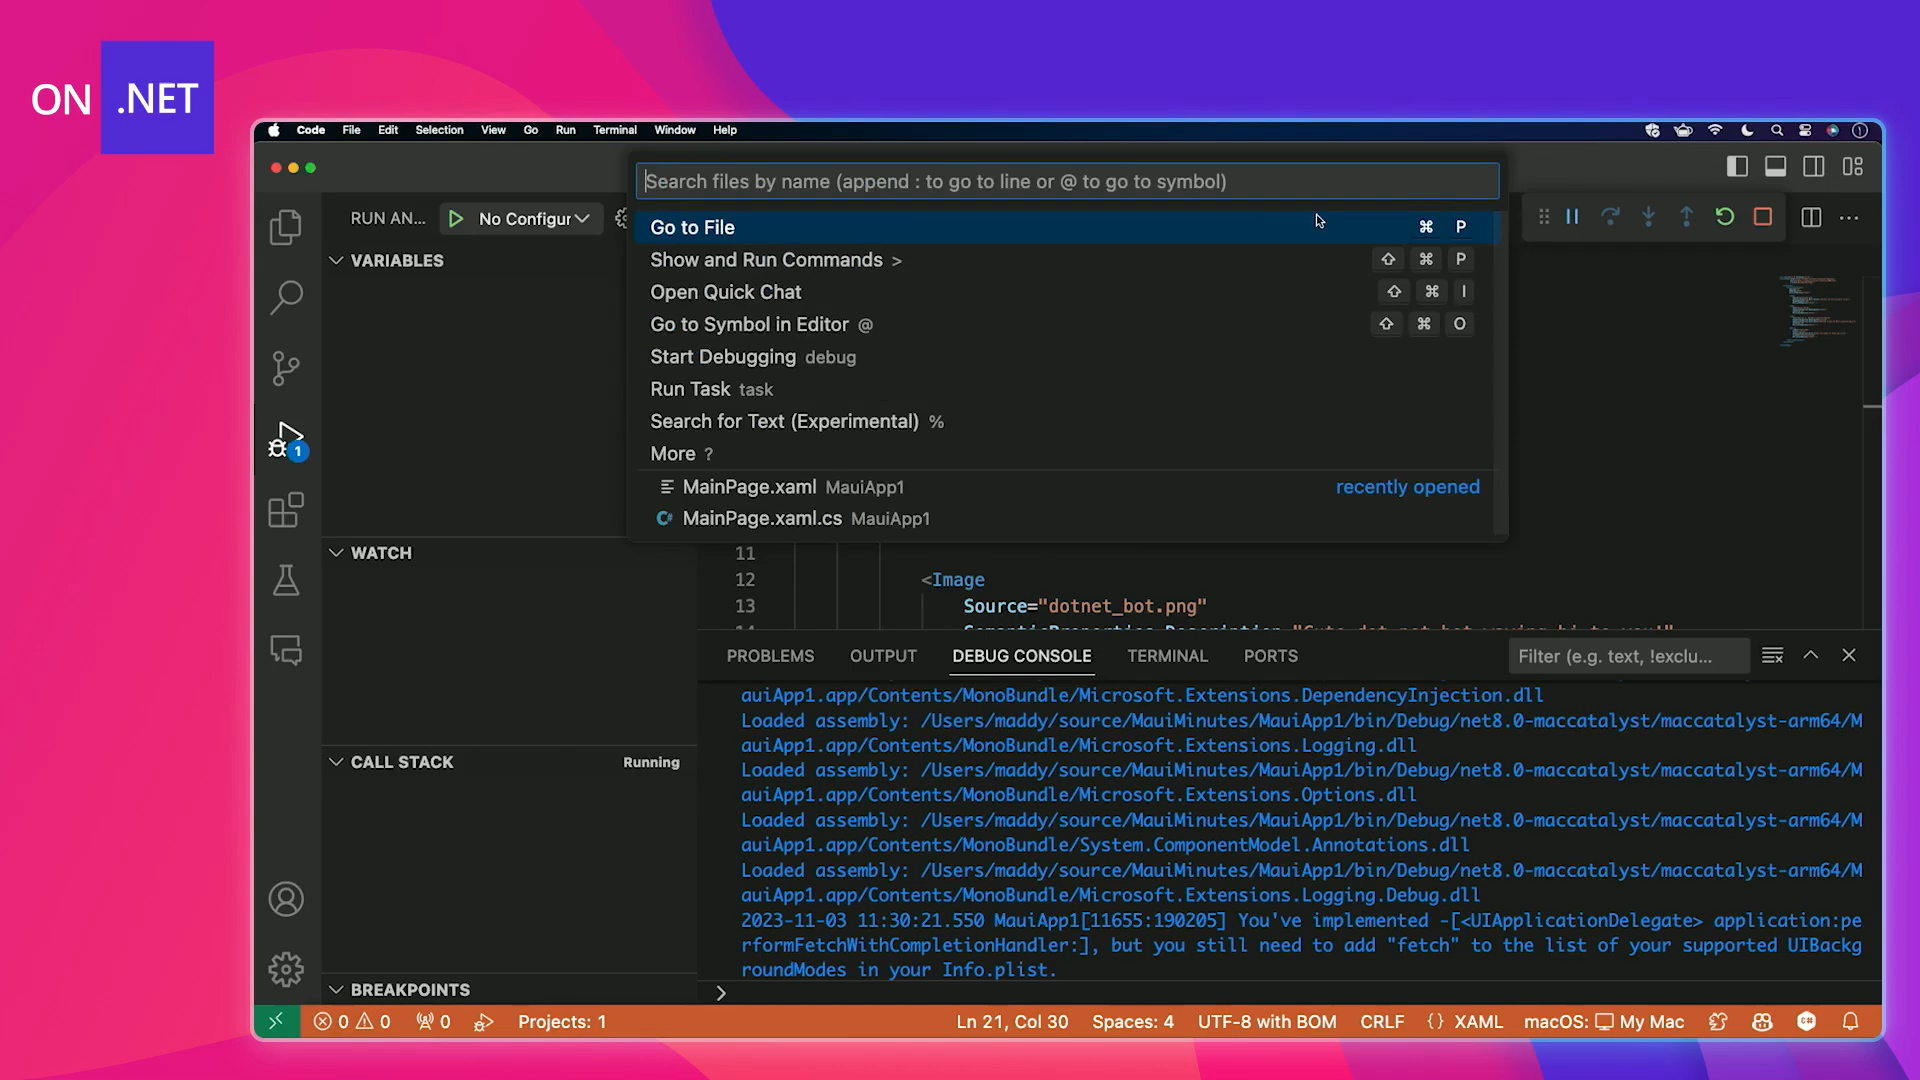 ON .NET
Code File Edit Selection View Go Run Terminal Window Help
Search files by name (append : to go to line or @ to go to symbol)
RUN AN... No Configur
Go to File ⌘ P
Show and Run Commands > ⇧ ⌘ P
Open Quick Chat ⇧ ⌘ I
Go to Symbol in Editor @ ⇧ ⌘ O
Start Debugging debug
Run Task task
Search for Text (Experimental) %
More ?
MainPage.xaml MauiApp1 recently opened
MainPage.xaml.cs MauiApp1
VARIABLES
1
WATCH
CALL STACK Running
BREAKPOINTS
11
12 <Image
13 Source="dotnet_bot.png"
PROBLEMS OUTPUT DEBUG CONSOLE TERMINAL PORTS Filter (e.g. text, !exclu...
auiApp1.app/Contents/MonoBundle/Microsoft.Extensions.DependencyInjection.dll
Loaded assembly: /Users/maddy/source/MauiMinutes/MauiApp1/bin/Debug/net8.0-maccatalyst/maccatalyst-arm64/M
auiApp1.app/Contents/MonoBundle/Microsoft.Extensions.Logging.dll
Loaded assembly: /Users/maddy/source/MauiMinutes/MauiApp1/bin/Debug/net8.0-maccatalyst/maccatalyst-arm64/M
auiApp1.app/Contents/MonoBundle/Microsoft.Extensions.Options.dll
Loaded assembly: /Users/maddy/source/MauiMinutes/MauiApp1/bin/Debug/net8.0-maccatalyst/maccatalyst-arm64/M
auiApp1.app/Contents/MonoBundle/System.ComponentModel.Annotations.dll
Loaded assembly: /Users/maddy/source/MauiMinutes/MauiApp1/bin/Debug/net8.0-maccatalyst/maccatalyst-arm64/M
auiApp1.app/Contents/MonoBundle/Microsoft.Extensions.Logging.Debug.dll
2023-11-03 11:30:21.550 MauiApp1[11655:190205] You've implemented -[<UIApplicationDelegate> application:pe
rformFetchWithCompletionHandler:], but you still need to add "fetch" to the list of your supported UIBackg
roundModes in your Info.plist.
0 0 0 Projects: 1 Ln 21, Col 30 Spaces: 4 UTF-8 with BOM CRLF {} XAML macOS: My Mac